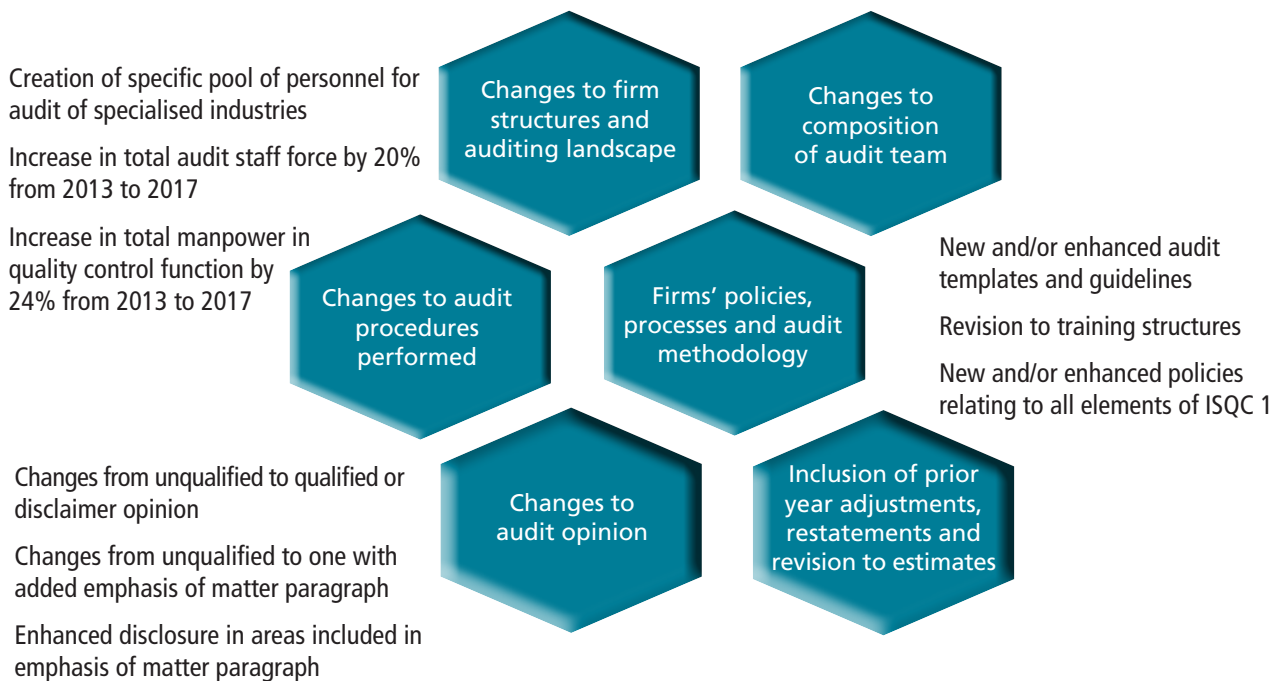 Creation of specific pool of personnel for
audit of specialised industries
Increase in total audit staff force by 20%
from 2013 to 2017
Increase in total manpower in
quality control function by
24% from 2013 to 2017
Changes to firm
structures and
auditing landscape
Changes to
composition
of audit team
Changes to audit
procedures
performed
Firms’ policies,
processes and audit
methodology
New and/or enhanced audit
templates and guidelines
Revision to training structures
New and/or enhanced policies
relating to all elements of ISQC 1
Changes from unqualified to qualified or
disclaimer opinion
Changes from unqualified to one with
added emphasis of matter paragraph
Enhanced disclosure in areas included in
emphasis of matter paragraph
Changes to
audit opinion
Inclusion of prior
year adjustments,
restatements and
revision to estimates